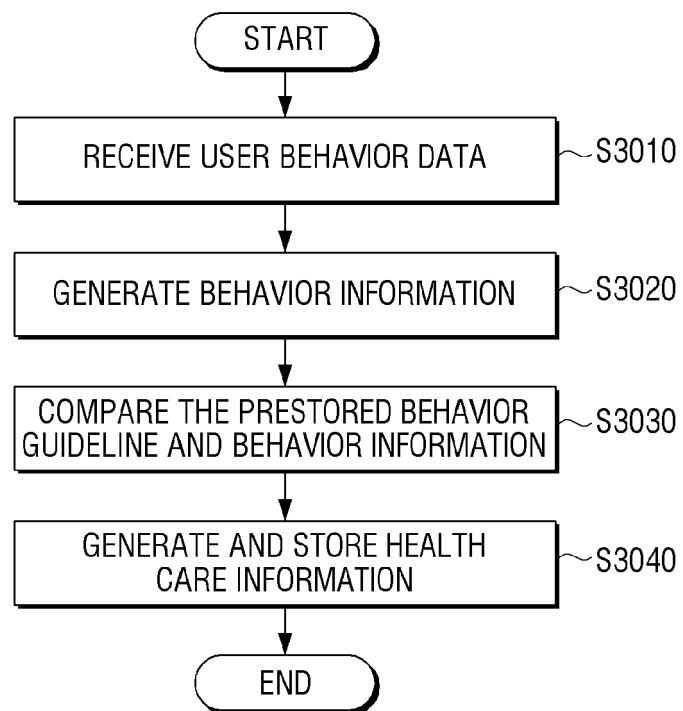 START
RECEIVE USER BEHAVIOR DATA
S3010
GENERATE BEHAVIOR INFORMATION
S3020
COMPARE THE PRESTORED BEHAVIOR
GUIDELINE AND BEHAVIOR INFORMATION
S3030
GENERATE AND STORE HEALTH
CARE INFORMATION
S3040
END